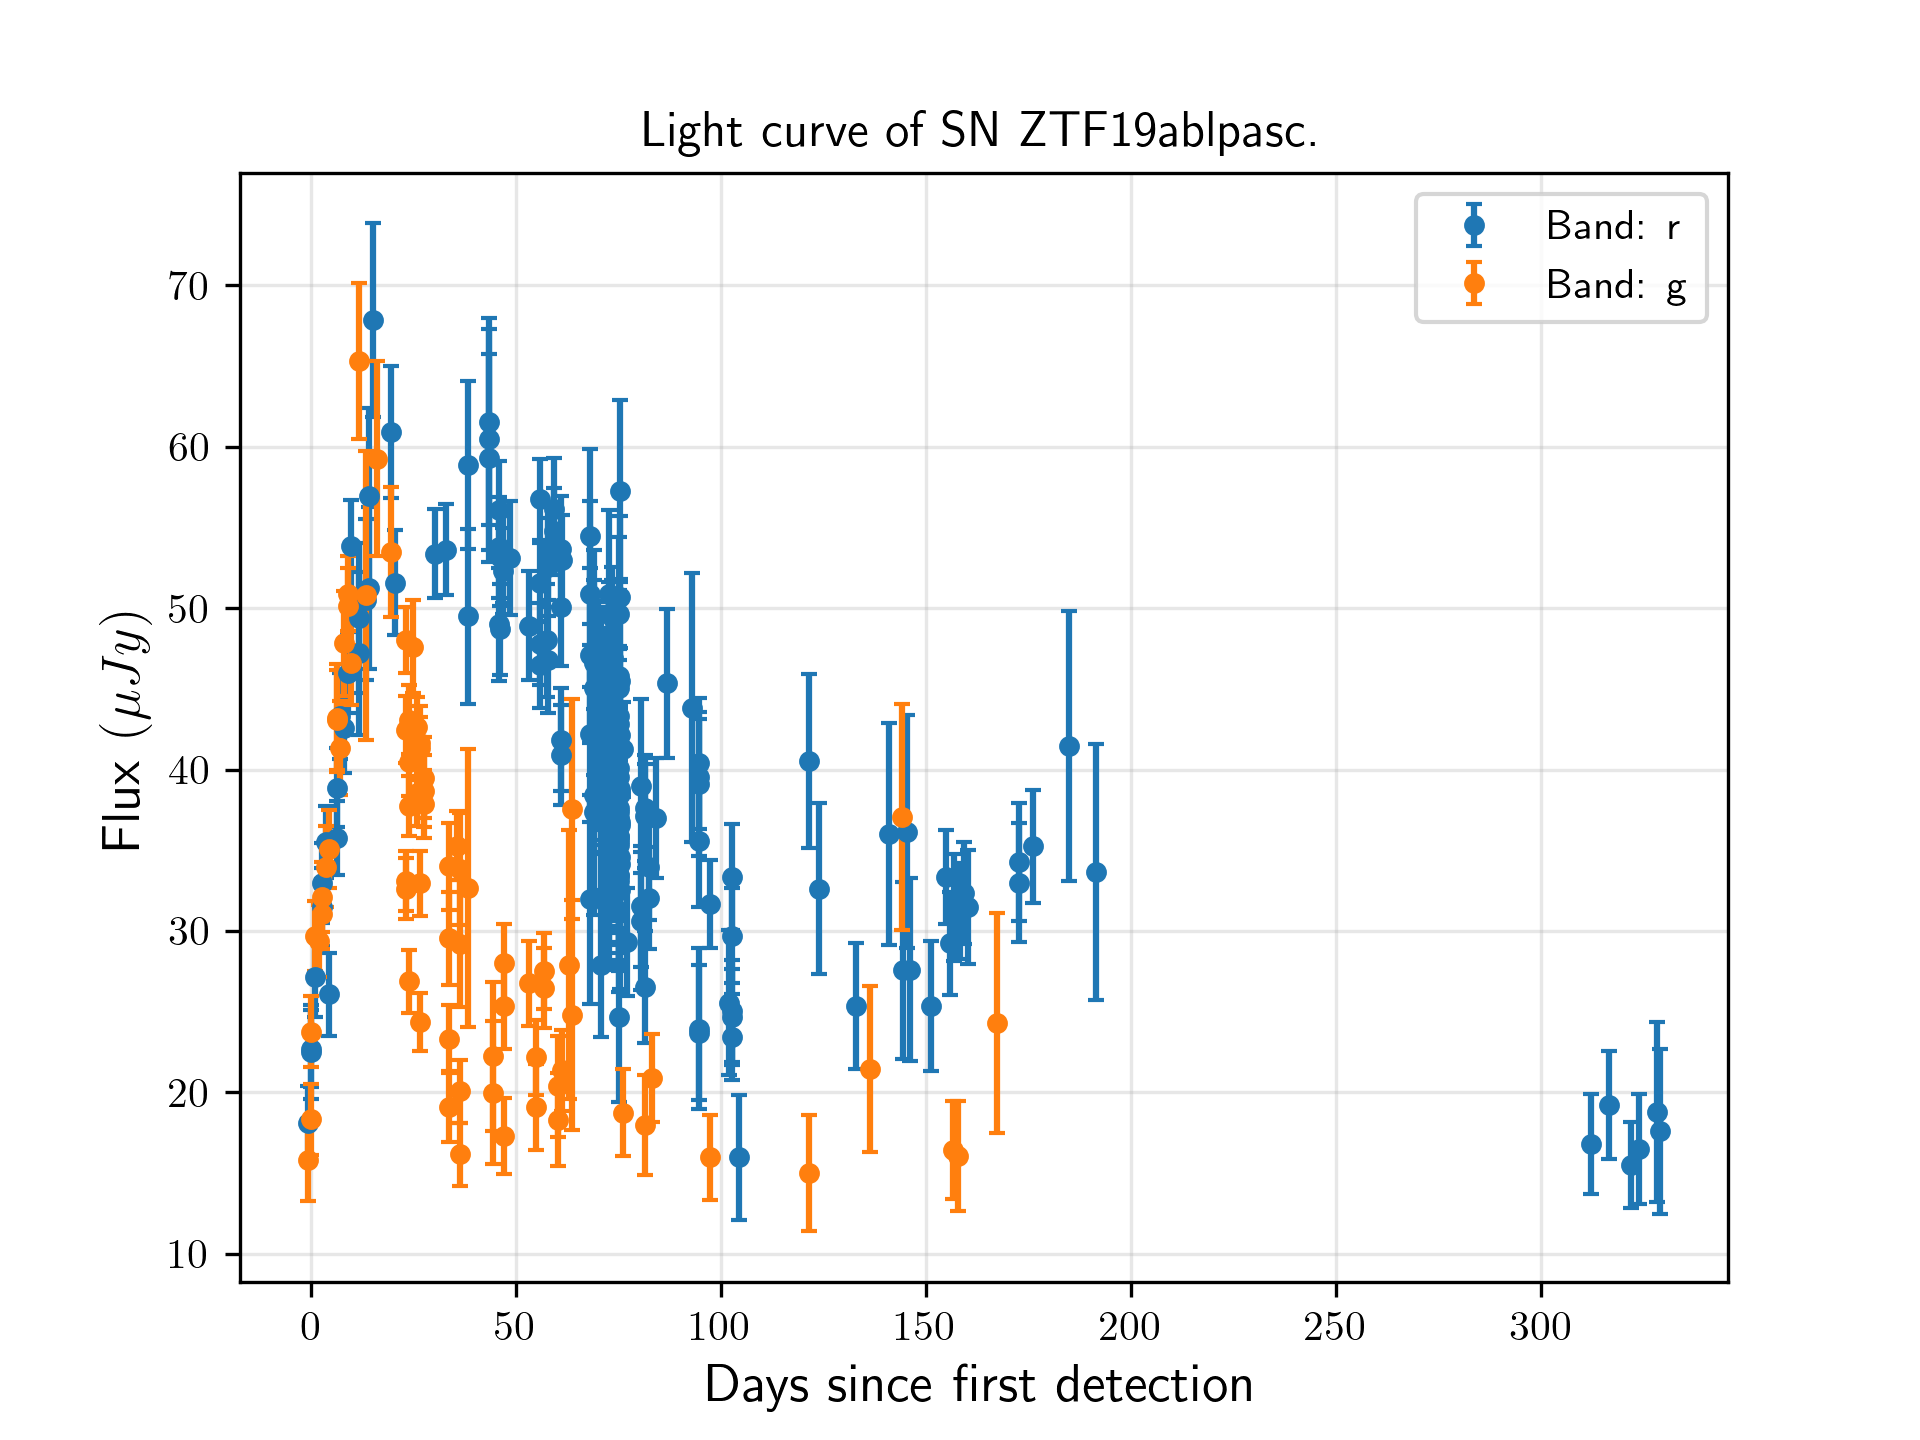 Light curve of SN ZTF19ablpasc.
Band: r
Band: g
70
60
50
40
30
20
10
Flux (μJy)
0 50 100 150 200 250 300
Days since first detection